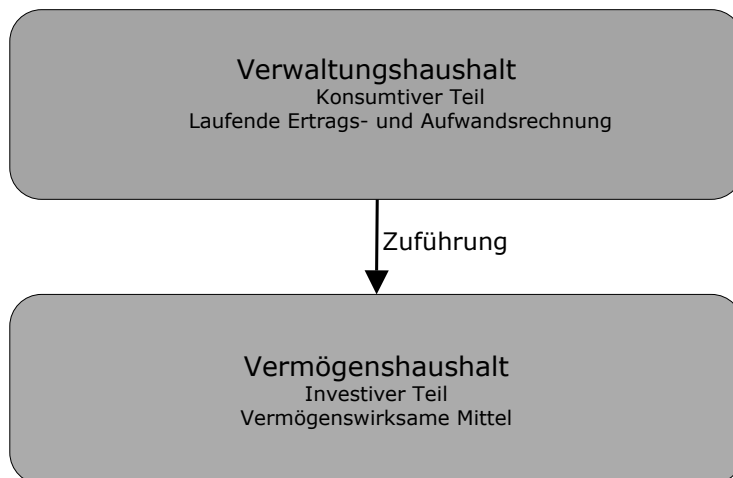 Verwaltungshaushalt
Konsumtiver Teil
Laufende Ertrags- und Aufwandsrechnung
Zuführung
Vermögenshaushalt
Investiver Teil
Vermögenswirksame Mittel